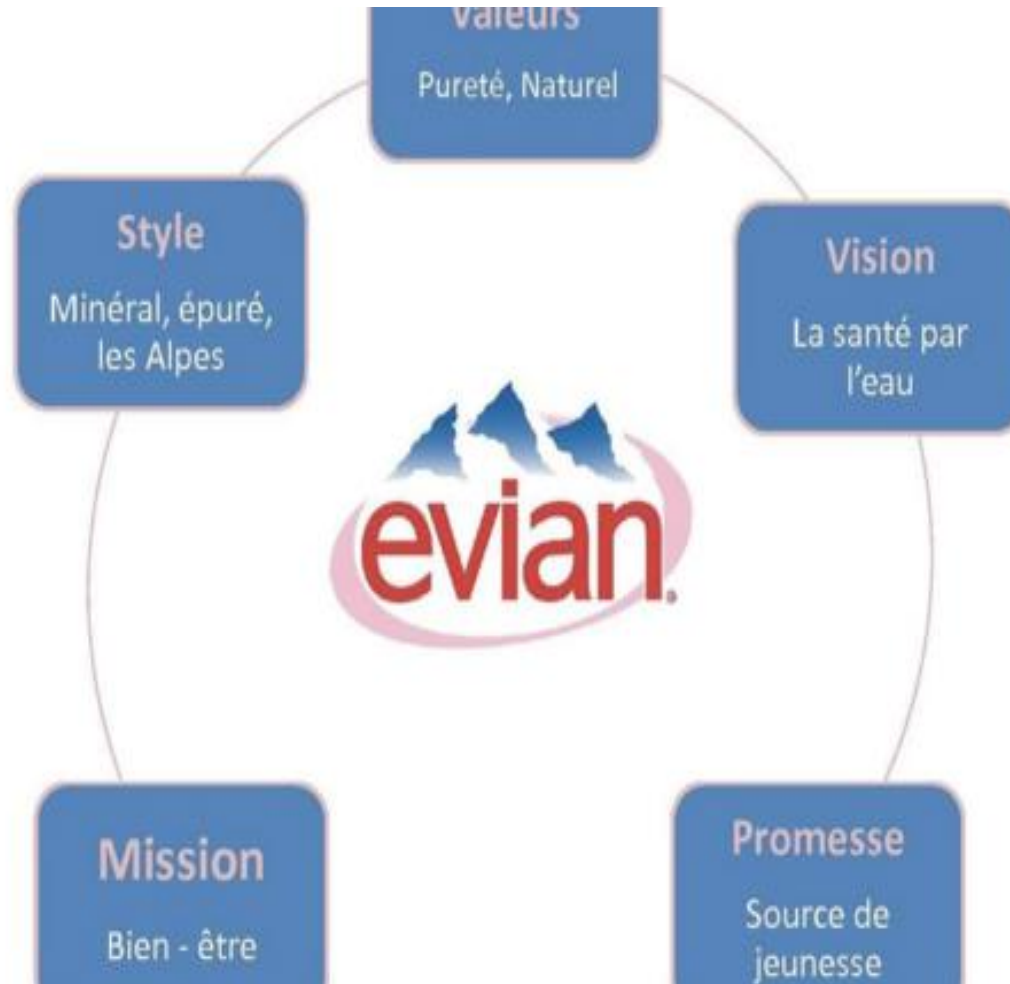 Valeurs
Pureté, Naturel
Style
Minéral, épuré,
les Alpes
Vision
La santé par
l'eau
evian.
Mission
Bien - être
Promesse
Source de
jeunesse